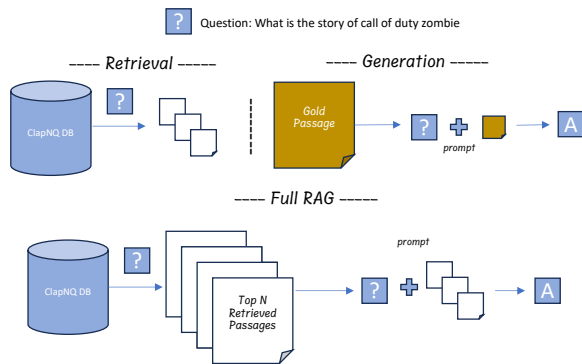 ? Question: What is the story of call of duty zombie
---- Retrieval -----
---- Generation -----
ClapNQ DB
?
Gold
Passage
?
prompt
A
---- Full RAG -----
ClapNQ DB
?
Top N
Retrieved
Passages
?
prompt
A